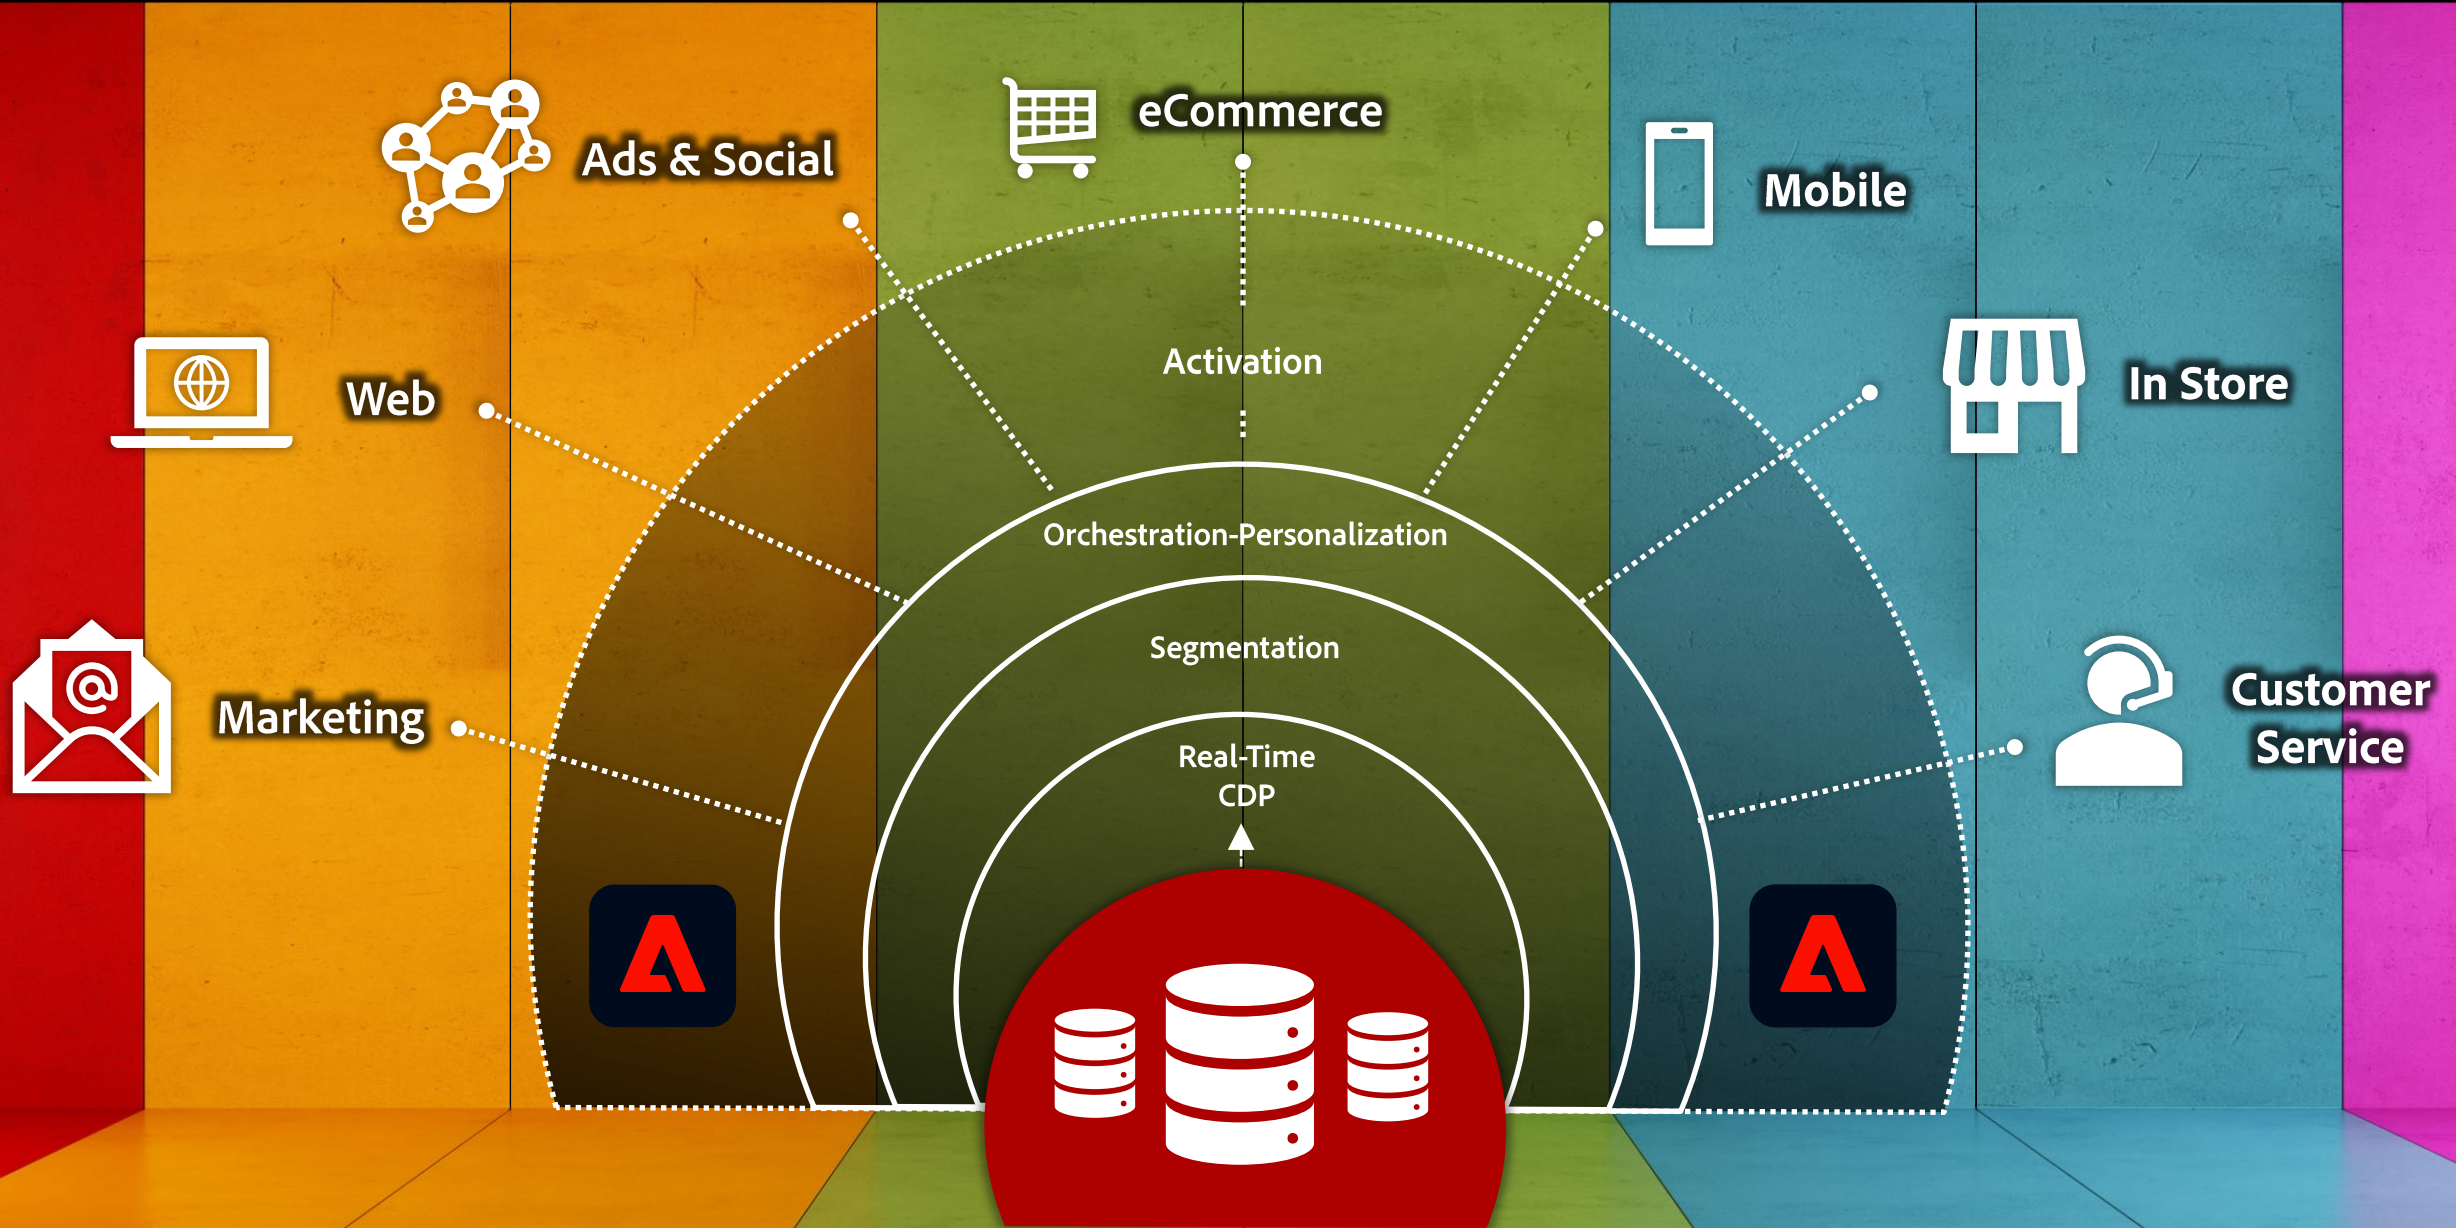 eCommerce
Ads & Social
Mobile
Activation
Web
In Store
Orchestration-Personalization
Segmentation
Marketing
Customer
Service
Real-Time
CDP